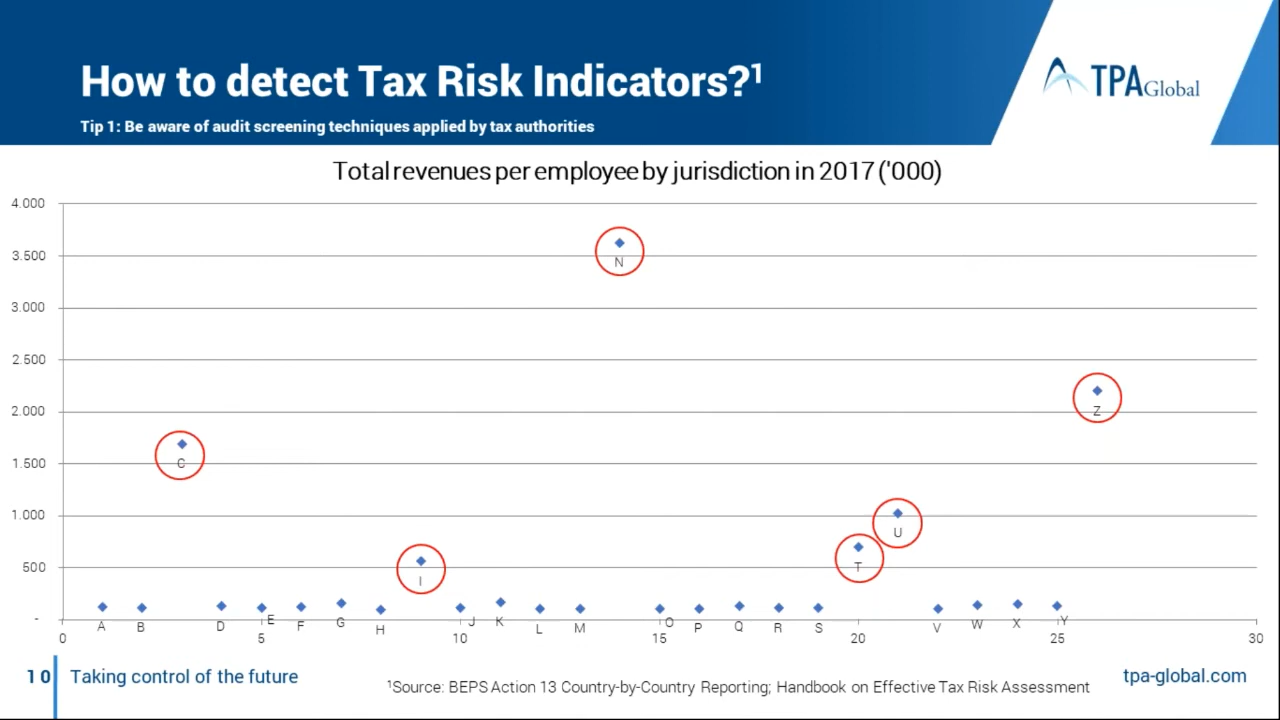 How to detect Tax Risk Indicators?¹
Tip 1: Be aware of audit screening techniques applied by tax authorities
TPA Global
Total revenues per employee by jurisdiction in 2017 ('000)
4.000
3.500
3.000
2.500
2.000
1.500
1.000
500
-
N
Z
C
U
I
T
A B D E F G H J K L M O P Q R S V W X Y
0 5 10 15 20 25 30
10 Taking control of the future
¹Source: BEPS Action 13 Country-by-Country Reporting; Handbook on Effective Tax Risk Assessment
tpa-global.com